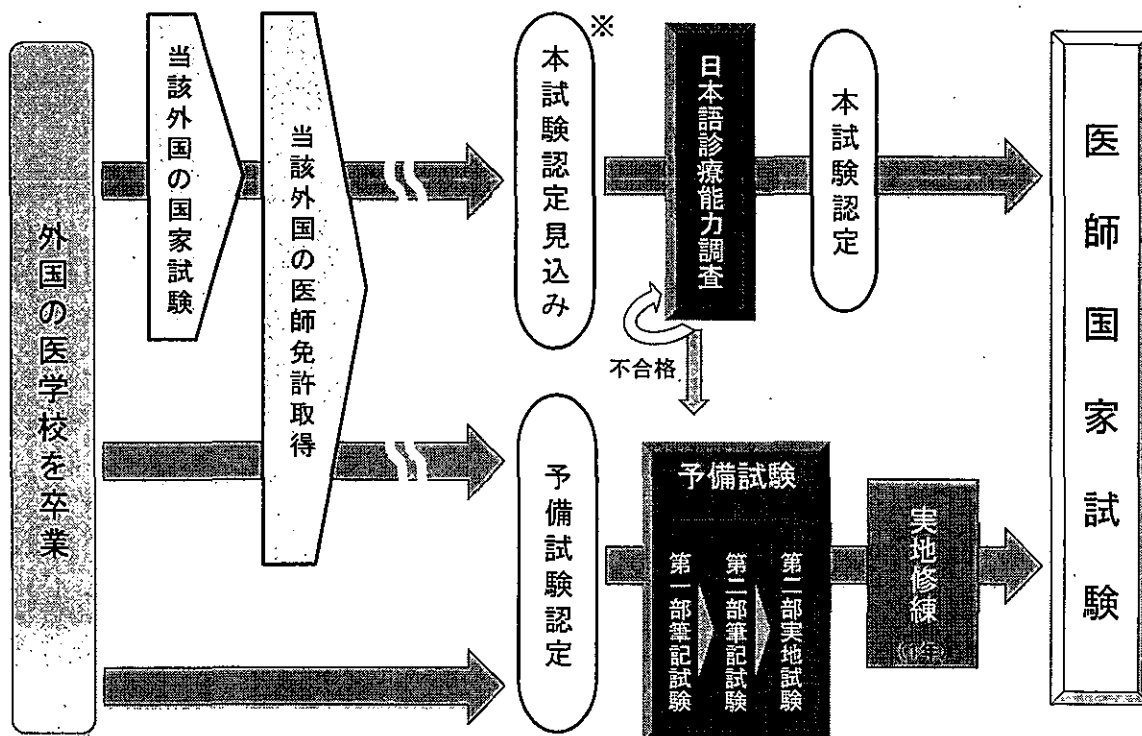 外国の医学校を卒業
当該外国の国家試験
当該外国の医師免許取得
本試験認定見込み
※
日本語診療能力調査
不合格
本試験認定
予備試験認定
予備試験
第一部筆記試験
第二部筆記試験
第二部実地試験
実地修練
(1年)
医師国家試験